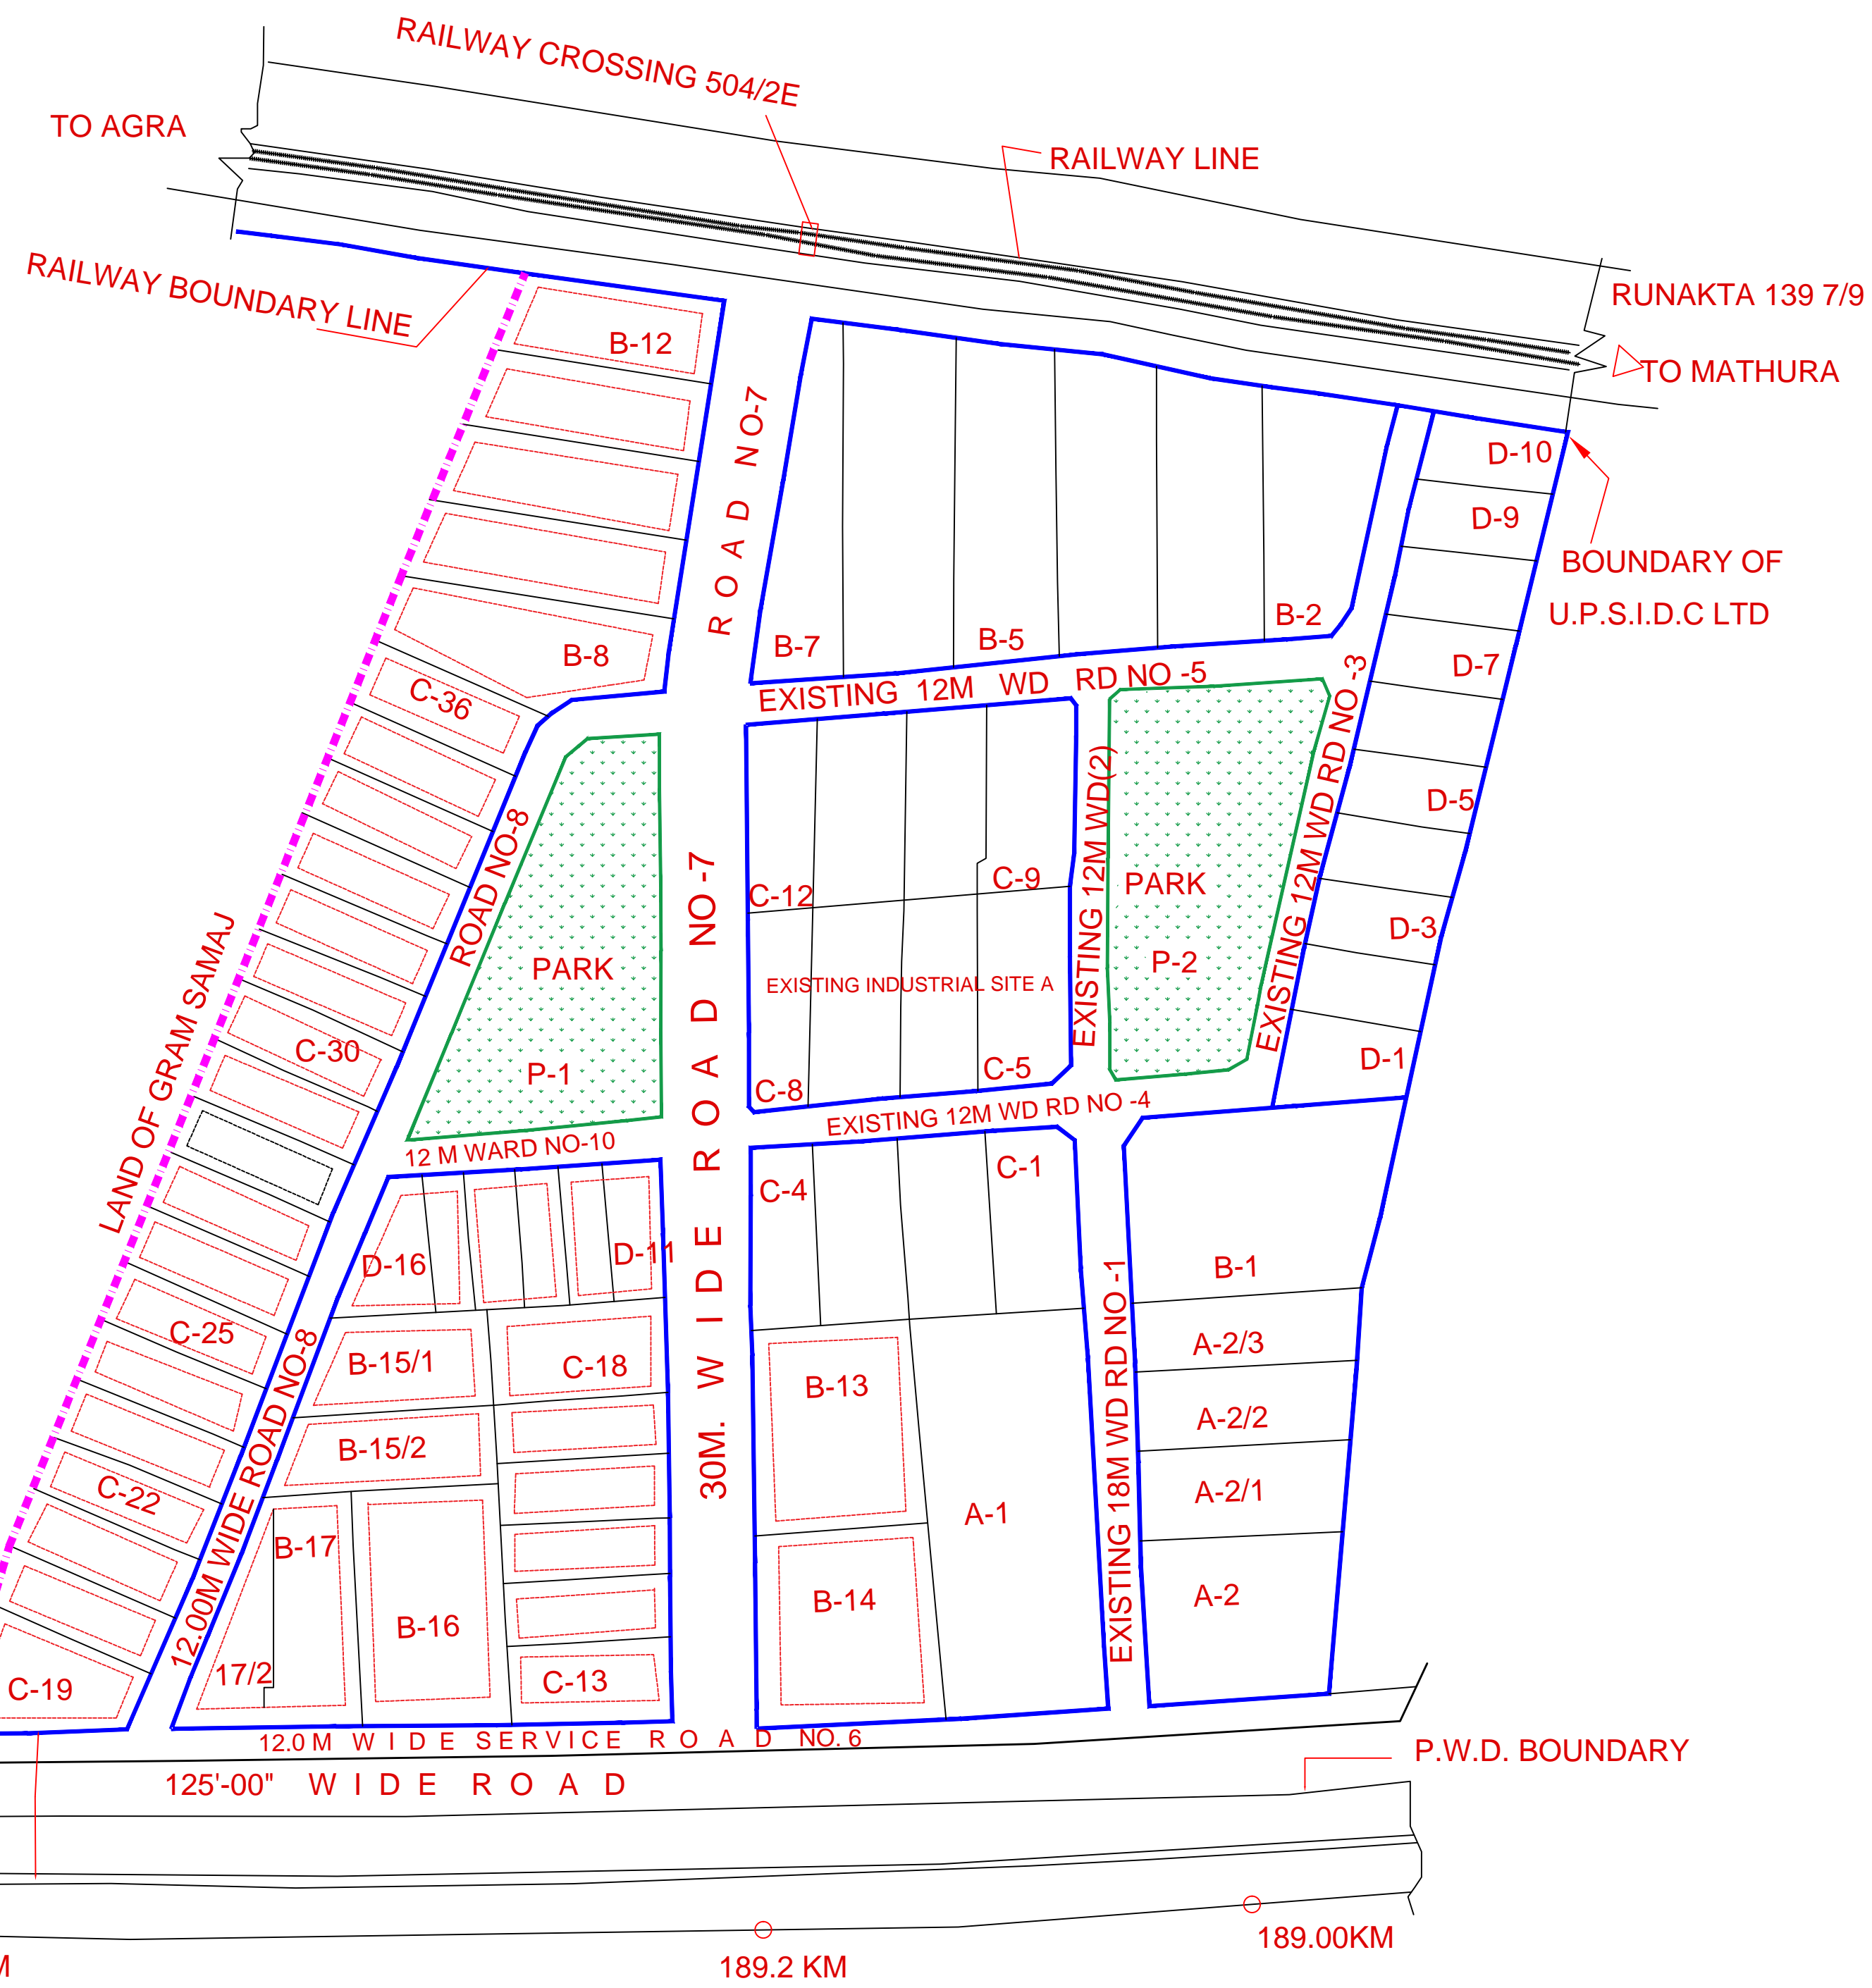 RAILWAY CROSSING 504/2E
TO AGRA
RAILWAY LINE
RAILWAY BOUNDARY LINE
RUNAKTA 139 7/9
TO MATHURA
B-12
ROAD NO-7
D-10
D-9
BOUNDARY OF
U.P.S.I.D.C LTD
B-7
B-5
B-2
B-8
D-7
EXISTING 12M WD RD NO -5
C-36
EXISTING 12M WD RD NO -3
EXISTING 12M WD(2)
D-5
ROAD NO-8
C-12
C-9
PARK
P-2
D-3
PARK
P-1
EXISTING INDUSTRIAL SITE A
LAND OF GRAM SAMAJ
C-30
C-8
C-5
D-1
EXISTING 12M WD RD NO -4
12 M WARD NO-10
30M. WIDE ROAD NO-7
C-4
C-1
D-16
D-11
B-1
C-25
B-15/1
C-18
B-13
A-2/3
B-15/2
A-2/2
C-22
12.00M WIDE ROAD NO-8
A-2/1
EXISTING 18M WD RD NO -1
B-17
A-1
B-16
B-14
A-2
17/2
C-19
C-13
12.0 M WIDE SERVICE ROAD NO. 6
125'-00" WIDE ROAD
P.W.D. BOUNDARY
189.2 KM
189.00KM